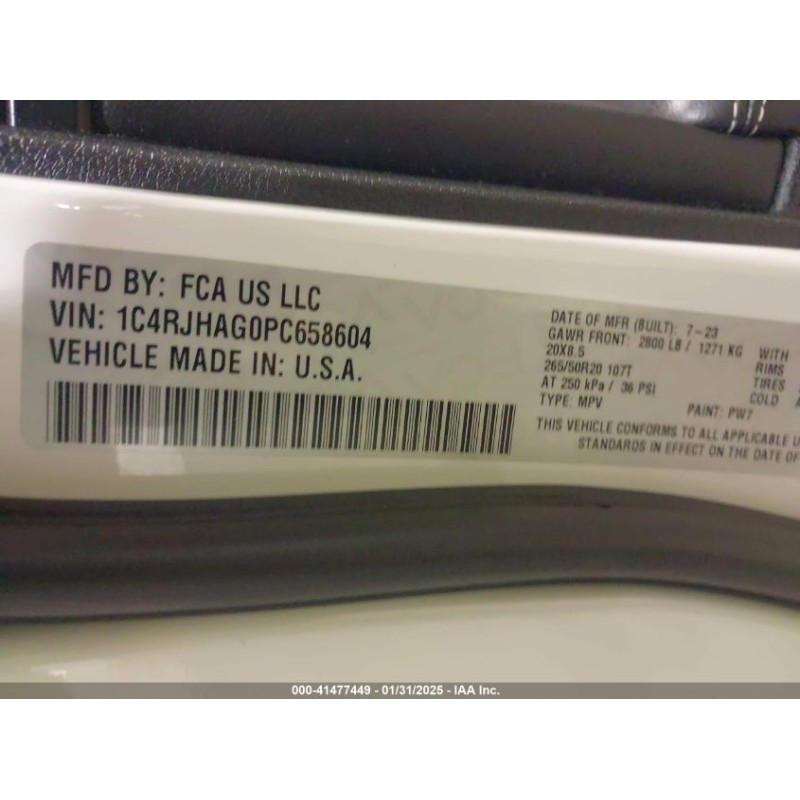 MFD BY: FCA US LLC
VIN: 1C4RJHAG0PC658604
VEHICLE MADE IN: U.S.A.
DATE OF MFR (BUILT): 7-23
GAWR FRONT: 2800 LB / 1271 KG WITH
20X8.5 RIMS
265/50R20 107T TIRES
AT 250 kPa / 36 PSI COLD
TYPE: MPV PAINT: PW7
THIS VEHICLE CONFORMS TO ALL APPLICABLE
STANDARDS IN EFFECT ON THE DATE OF
000-41477449 - 01/31/2025 - IAA Inc.